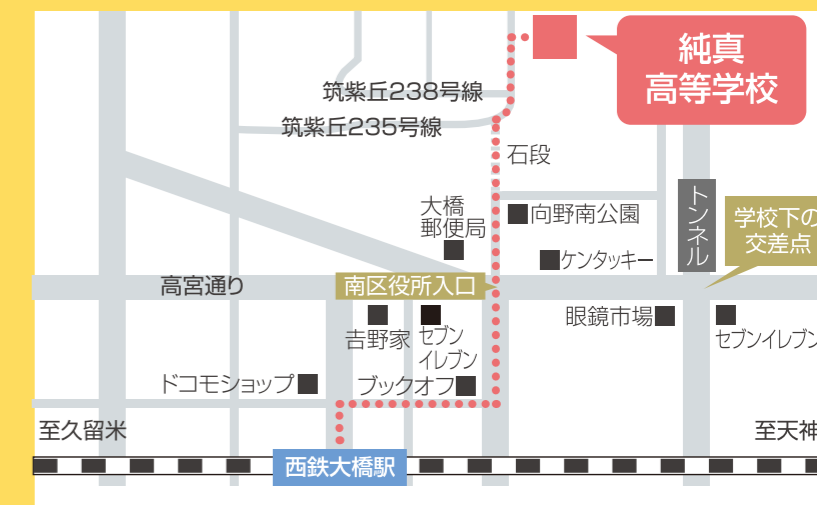 純真
高等学校
筑紫丘238号線
筑紫丘235号線
石段
大橋
郵便局
向野南公園
トンネル
学校下の
交差点
ケンタッキー
高宮通り
南区役所入口
眼鏡市場
吉野家
セブン
イレブン
セブンイレブン
ドコモショップ
ブックオフ
至久留米
至天神
西鉄大橋駅